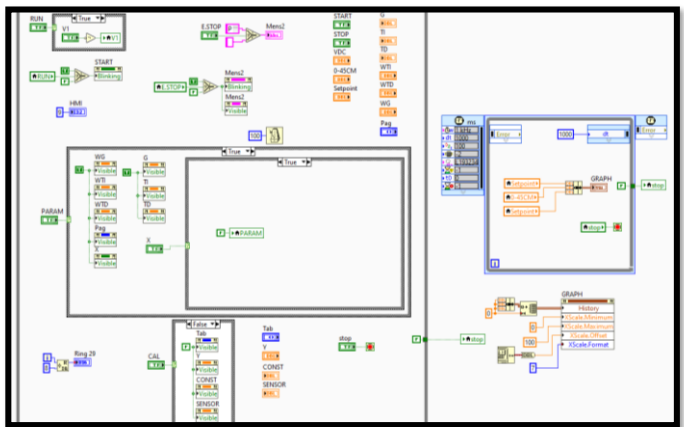 RUN
True
V1
V1
E.STOP
Mens2
START
STOP
VDC
0-45CM
Setpoint
G
TI
TD
WTI
WTD
WG
Pag
RUN
START
Blinking
E.STOP
Mens2
Blinking
Mens2
Visible
HMI
100
True
True
WG
Visible
WTI
Visible
WTD
Visible
Pag
Visible
X
Visible
G
Visible
TI
Visible
TD
Visible
PARAM
X
F
PARAM
ms
Error
1000
dt
Error
Setpoint
0-45CM
Setpoint
GRAPH
F
stop
stop
i
False
Tab
Visible
Y
Visible
CONST
Visible
SENSOR
Visible
CAL
Ring 20
Tab
Y
CONST
SENSOR
stop
F
stop
GRAPH
History
XScale.Minimum
XScale.Maximum
XScale.Offset
XScale.Format
0
0
100